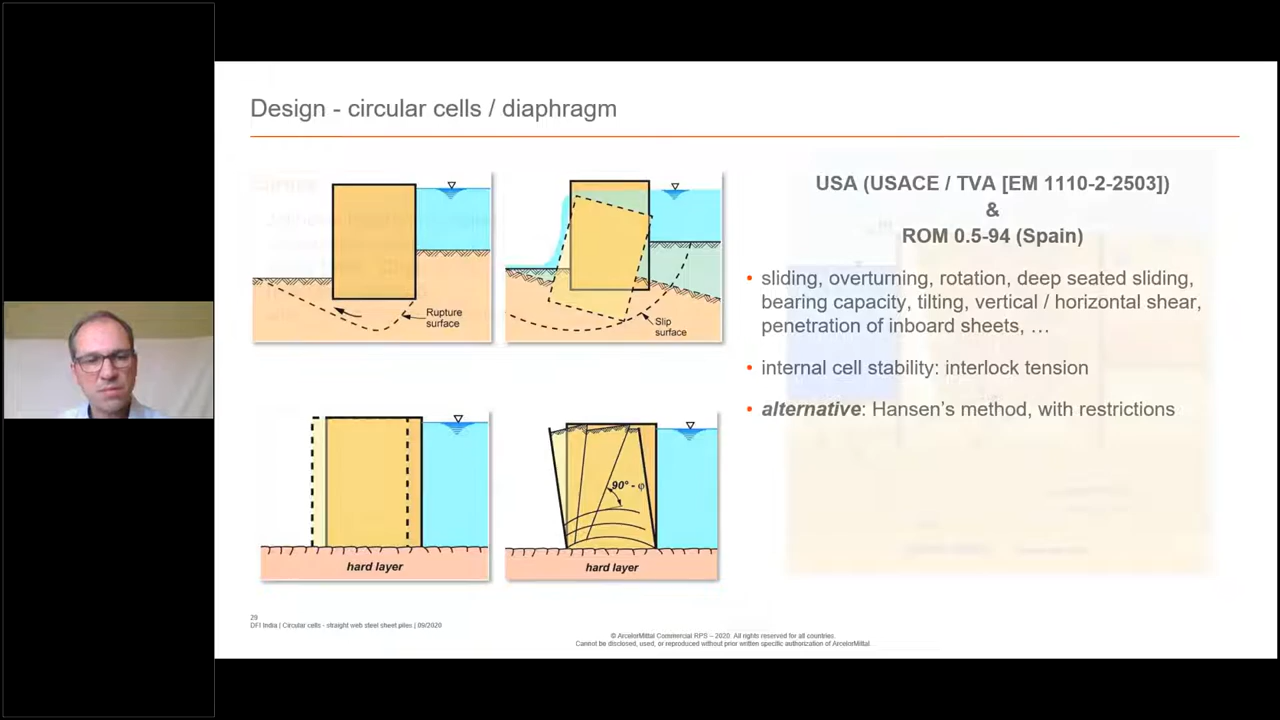 Design - circular cells / diaphragm
Rupture
surface
Slip
surface
hard layer
90° - φ
hard layer
USA (USACE / TVA [EM 1110-2-2503])
&
ROM 0.5-94 (Spain)
• sliding, overturning, rotation, deep seated sliding,
bearing capacity, tilting, vertical / horizontal shear,
penetration of inboard sheets, …
• internal cell stability: interlock tension
• alternative: Hansen’s method, with restrictions
29
DFI India | Circular cells - straight web steel sheet piles | 09/2020
© ArcelorMittal Commercial RPS – 2020. All rights reserved for all countries.
Cannot be disclosed, used, or reproduced without prior written specific authorization of ArcelorMittal